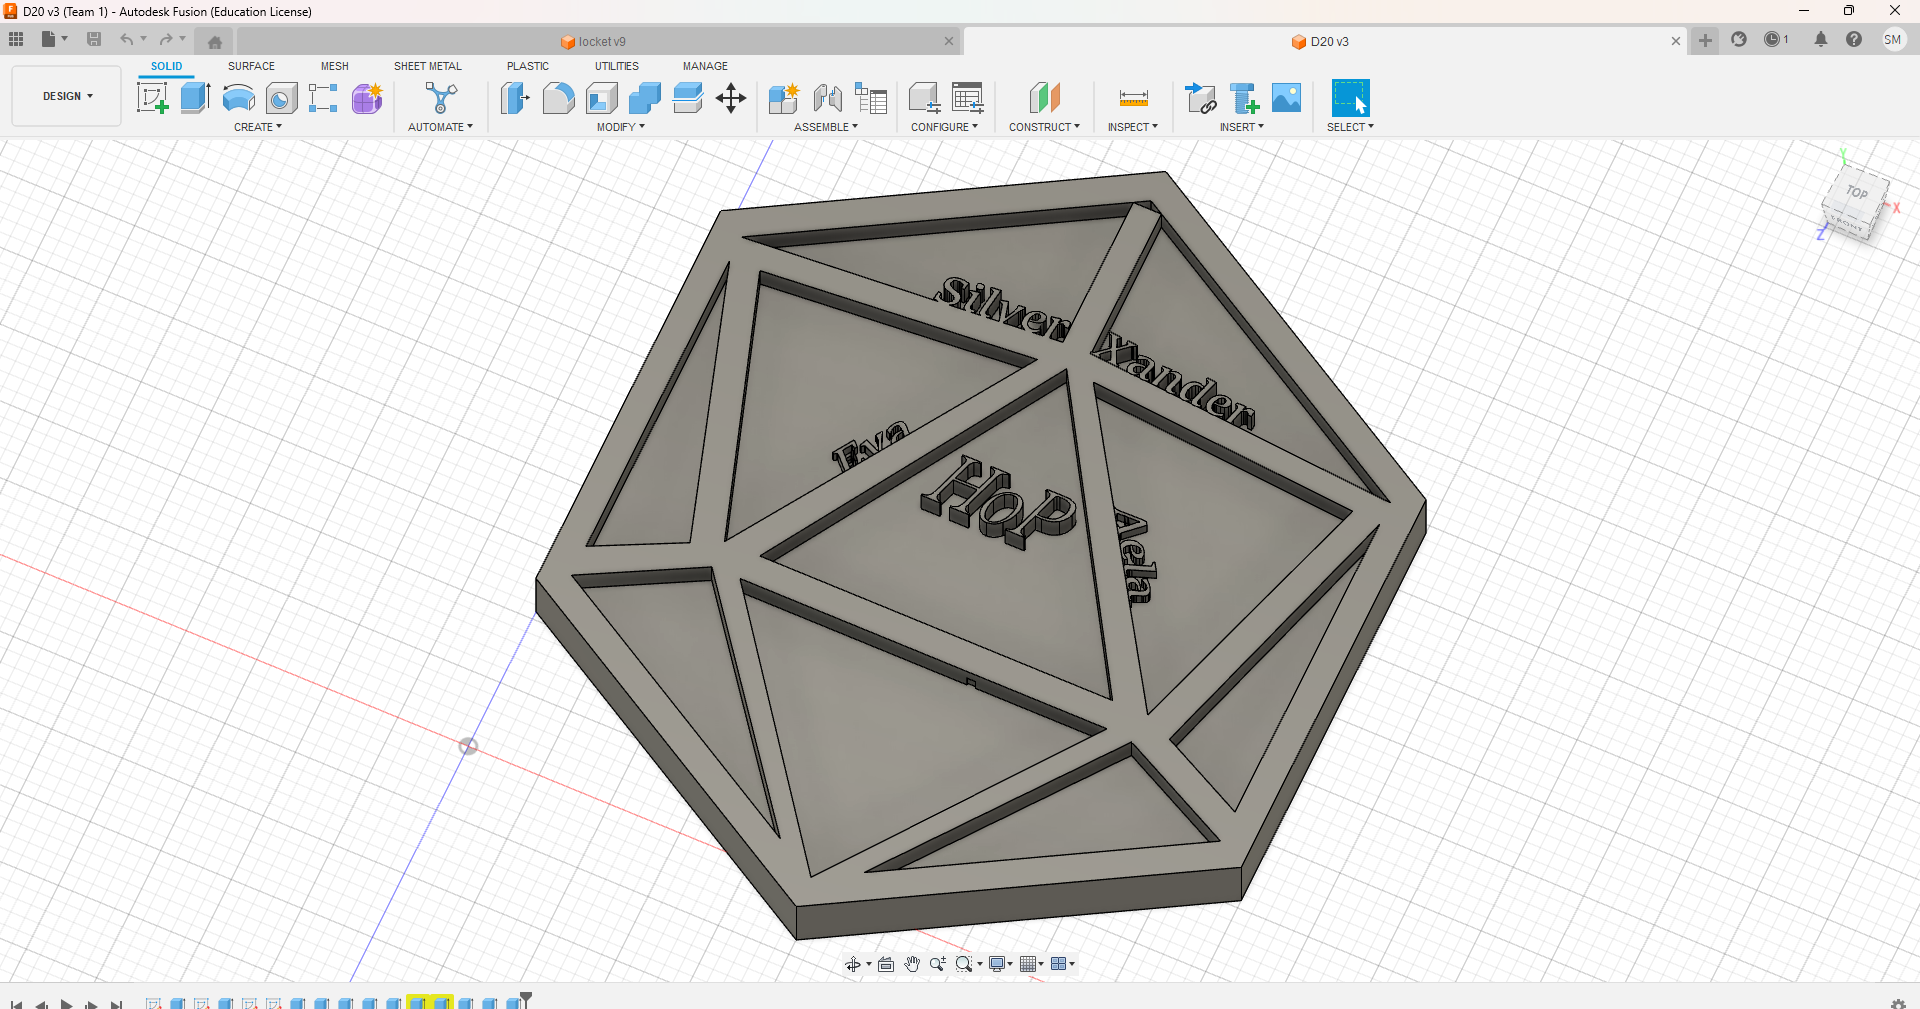 D20 v3 (Team 1) - Autodesk Fusion (Education License)
locket v9
D20 v3
1
SM
SOLID SURFACE MESH SHEET METAL PLASTIC UTILITIES MANAGE
DESIGN
CREATE AUTOMATE MODIFY ASSEMBLE CONFIGURE CONSTRUCT INSPECT INSERT SELECT
Y
TOP
FRONT
X
Z
Silver
Xander
Eva
HoP